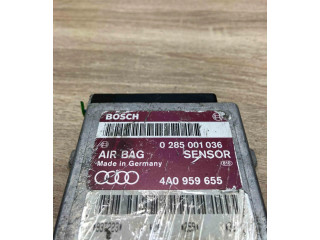 BOSCH
0 285 001 036
AIR BAG SENSOR
Made in Germany
4A0 959 655